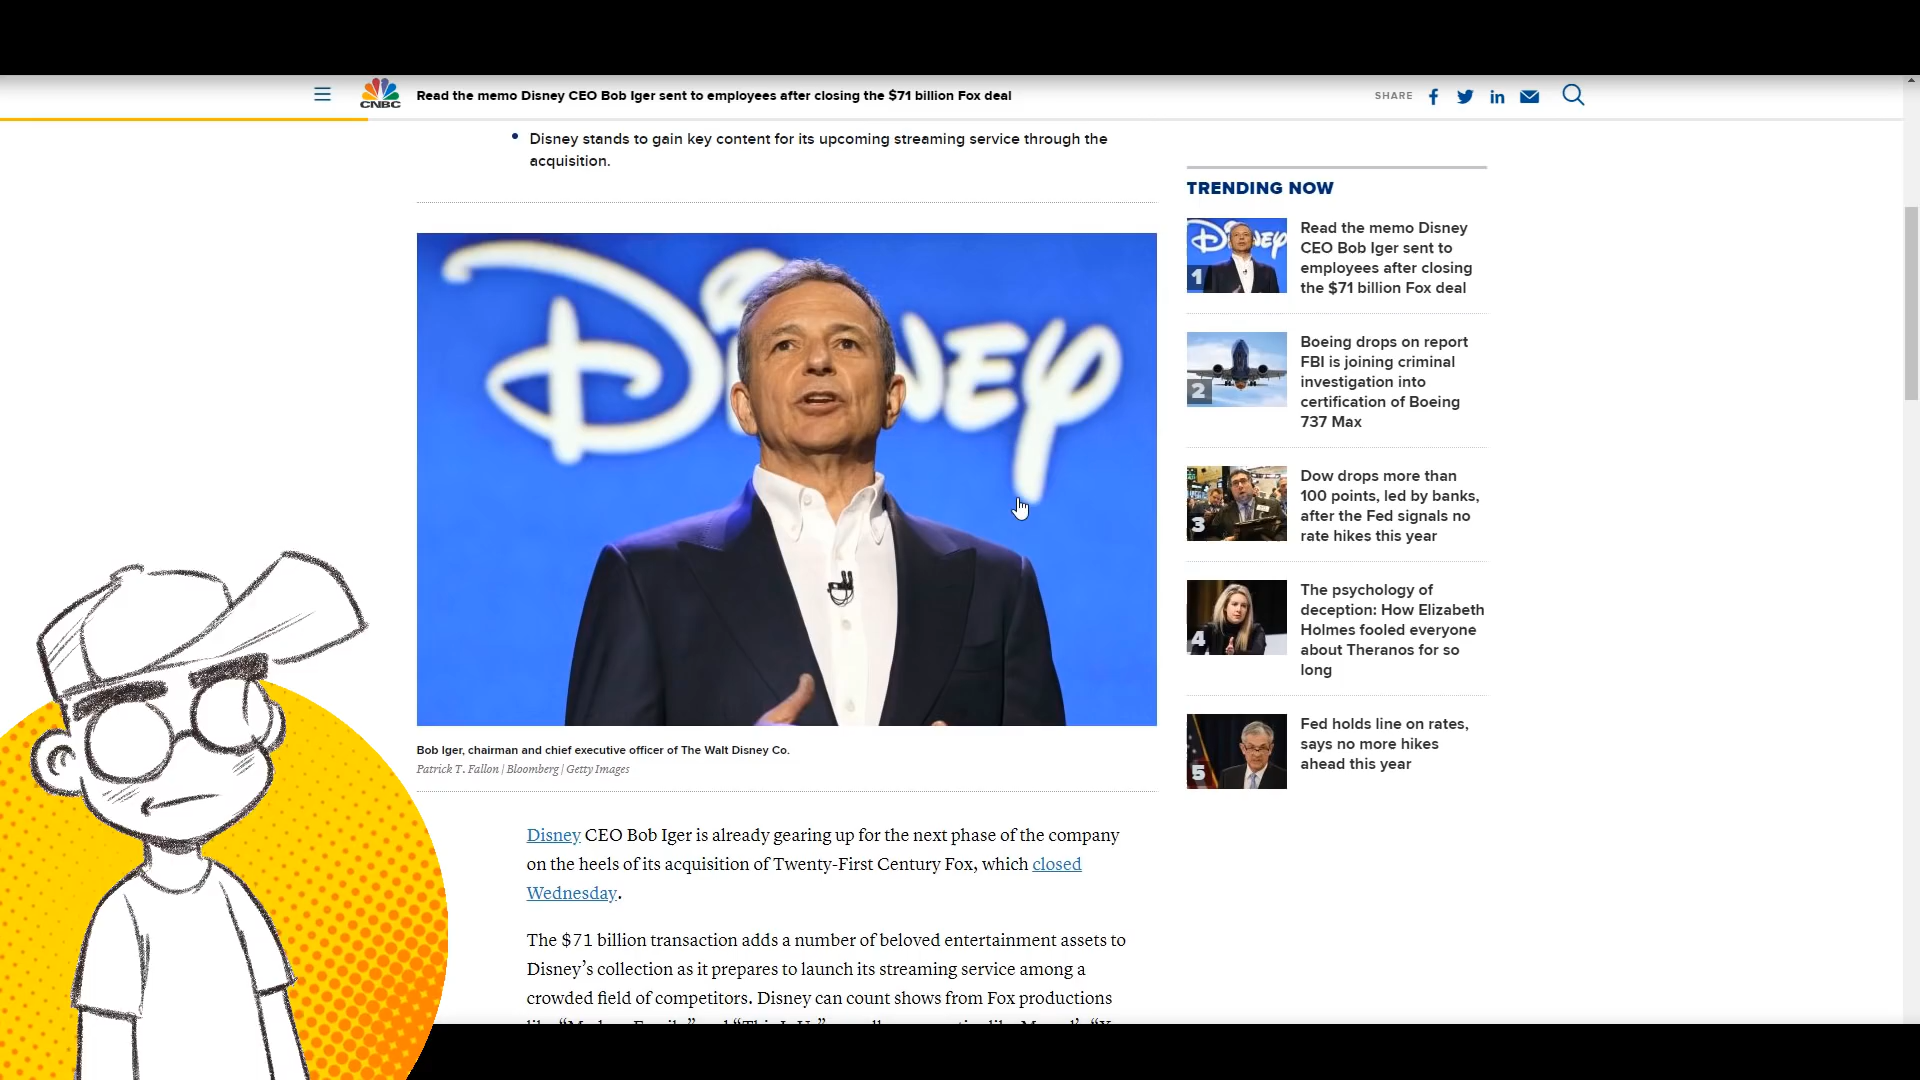 CNBC
Read the memo Disney CEO Bob Iger sent to employees after closing the $71 billion Fox deal
SHARE
Disney stands to gain key content for its upcoming streaming service through the
acquisition.
Disney
Bob Iger, chairman and chief executive officer of The Walt Disney Co.
Patrick T. Fallon | Bloomberg | Getty Images
Disney CEO Bob Iger is already gearing up for the next phase of the company
on the heels of its acquisition of Twenty-First Century Fox, which closed
Wednesday.
The $71 billion transaction adds a number of beloved entertainment assets to
Disney’s collection as it prepares to launch its streaming service among a
crowded field of competitors. Disney can count shows from Fox productions
TRENDING NOW
1
Read the memo Disney
CEO Bob Iger sent to
employees after closing
the $71 billion Fox deal
2
Boeing drops on report
FBI is joining criminal
investigation into
certification of Boeing
737 Max
3
Dow drops more than
100 points, led by banks,
after the Fed signals no
rate hikes this year
4
The psychology of
deception: How Elizabeth
Holmes fooled everyone
about Theranos for so
long
5
Fed holds line on rates,
says no more hikes
ahead this year